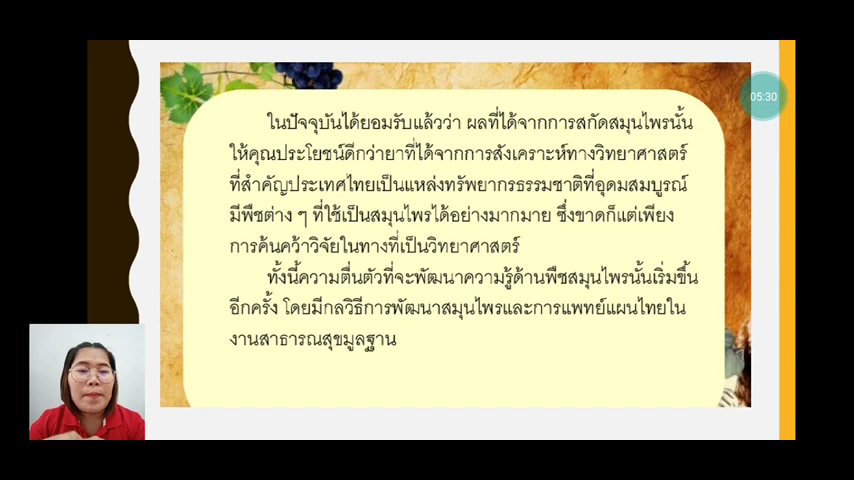 ในปัจจุบันได้ยอมรับแล้วว่า ผลที่ได้จากการสกัดสมุนไพรนั้น
ให้คุณประโยชน์ดีกว่ายาที่ได้จากการสังเคราะห์ทางวิทยาศาสตร์
ที่สำคัญประเทศไทยเป็นแหล่งทรัพยากรธรรมชาติที่อุดมสมบูรณ์
มีพืชต่าง ๆ ที่ใช้เป็นสมุนไพรได้อย่างมากมาย ซึ่งขาดก็แต่เพียง
การค้นคว้าวิจัยในทางที่เป็นวิทยาศาสตร์
ทั้งนี้ความตื่นตัวที่จะพัฒนาความรู้ด้านพืชสมุนไพรนั้นเริ่มขึ้น
อีกครั้ง โดยมีกลวิธีการพัฒนาสมุนไพรและการแพทย์แผนไทยใน
งานสาธารณสุขมูลฐาน
05:30